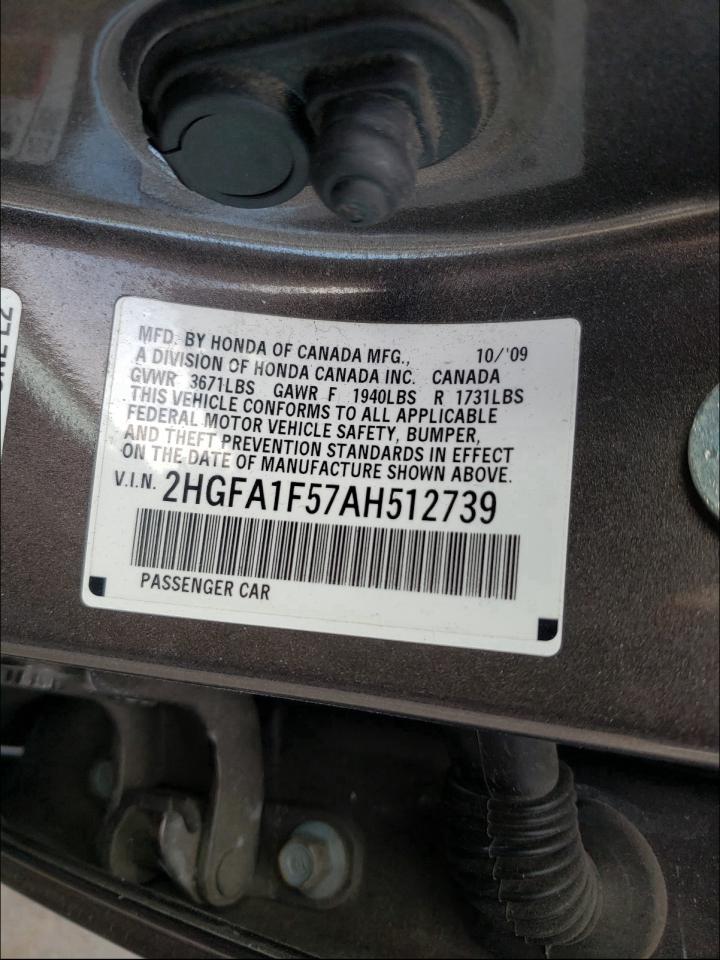 MFD. BY HONDA OF CANADA MFG., 10/'09
A DIVISION OF HONDA CANADA INC. CANADA
GVWR 3671LBS GAWR F 1940LBS R 1731LBS
THIS VEHICLE CONFORMS TO ALL APPLICABLE
FEDERAL MOTOR VEHICLE SAFETY, BUMPER,
AND THEFT PREVENTION STANDARDS IN EFFECT
ON THE DATE OF MANUFACTURE SHOWN ABOVE.
V.I.N. 2HGFA1F57AH512739
PASSENGER CAR